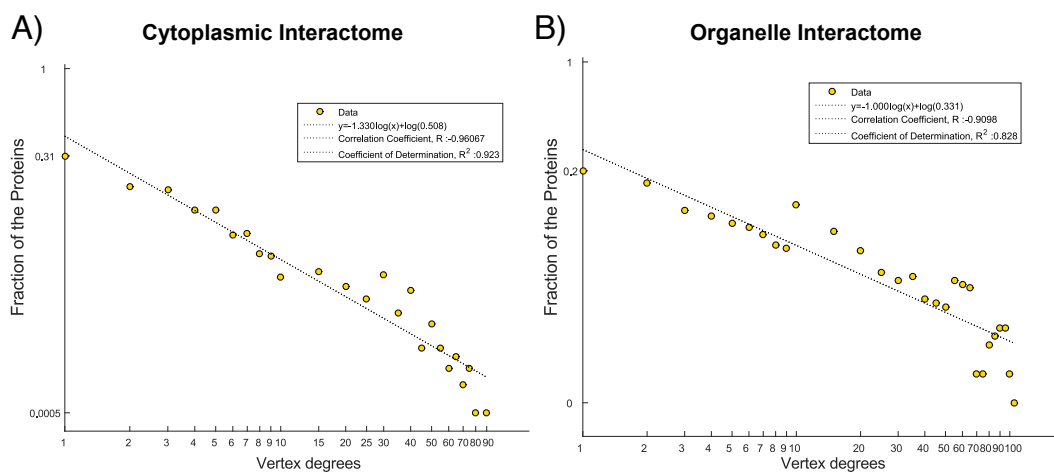 A)
Cytoplasmic Interactome
1
0.31
0.0005
Fraction of the Proteins
Data
y=-1.330log(x)+log(0.508)
Correlation Coefficient, R :-0.96067
Coefficient of Determination, R² :0.923
1 2 3 4 5 6 7 8 9 10 15 20 25 30 40 50 60 70 80 90
Vertex degrees
B)
Organelle Interactome
1
0.2
0
Fraction of the Proteins
Data
y=-1.000log(x)+log(0.331)
Correlation Coefficient, R :-0.9098
Coefficient of Determination, R² :0.828
1 2 3 4 5 6 7 8 9 10 15 20 25 30 40 50 60 70 80 90 100
Vertex degrees